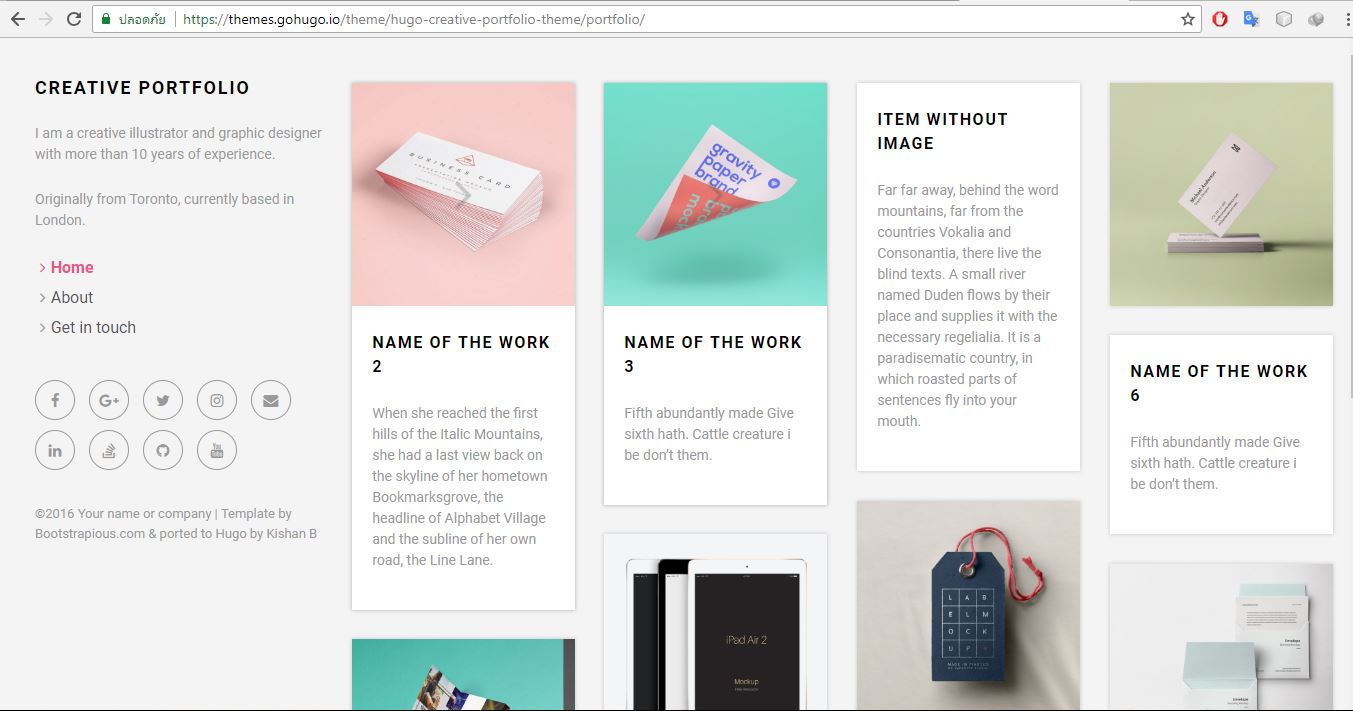 ปลอดภัย
https://themes.gohugo.io/theme/hugo-creative-portfolio-theme/portfolio/
CREATIVE PORTFOLIO
I am a creative illustrator and graphic designer
with more than 10 years of experience.
Originally from Toronto, currently based in
London.
Home
About
Get in touch
©2016 Your name or company | Template by
Bootstrapious.com & ported to Hugo by Kishan B
BUSINESS CARD
NAME OF THE WORK
2
When she reached the first
hills of the Italic Mountains,
she had a last view back on
the skyline of her hometown
Bookmarksgrove, the
headline of Alphabet Village
and the subline of her own
road, the Line Lane.
gravity
paper
brand
NAME OF THE WORK
3
Fifth abundantly made Give
sixth hath. Cattle creature i
be don’t them.
iPad Air 2
Mockup
ITEM WITHOUT
IMAGE
Far far away, behind the word
mountains, far from the
countries Vokalia and
Consonantia, there live the
blind texts. A small river
named Duden flows by their
place and supplies it with the
necessary regelialia. It is a
paradisematic country, in
which roasted parts of
sentences fly into your
mouth.
L A B
E L M
O C K
U P
NAME OF THE WORK
6
Fifth abundantly made Give
sixth hath. Cattle creature i
be don’t them.